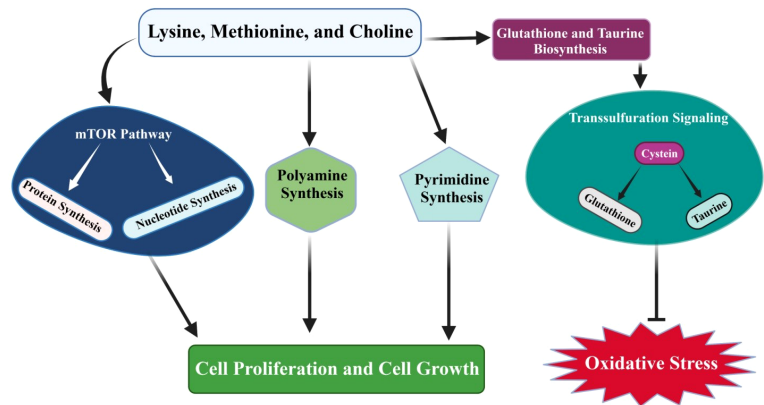 Lysine, Methionine, and Choline
Glutathione and Taurine
Biosynthesis
mTOR Pathway
Protein Synthesis
Nucleotide Synthesis
Polyamine
Synthesis
Pyrimidine
Synthesis
Transsulfuration Signaling
Cystein
Glutathione
Taurine
Cell Proliferation and Cell Growth
Oxidative Stress